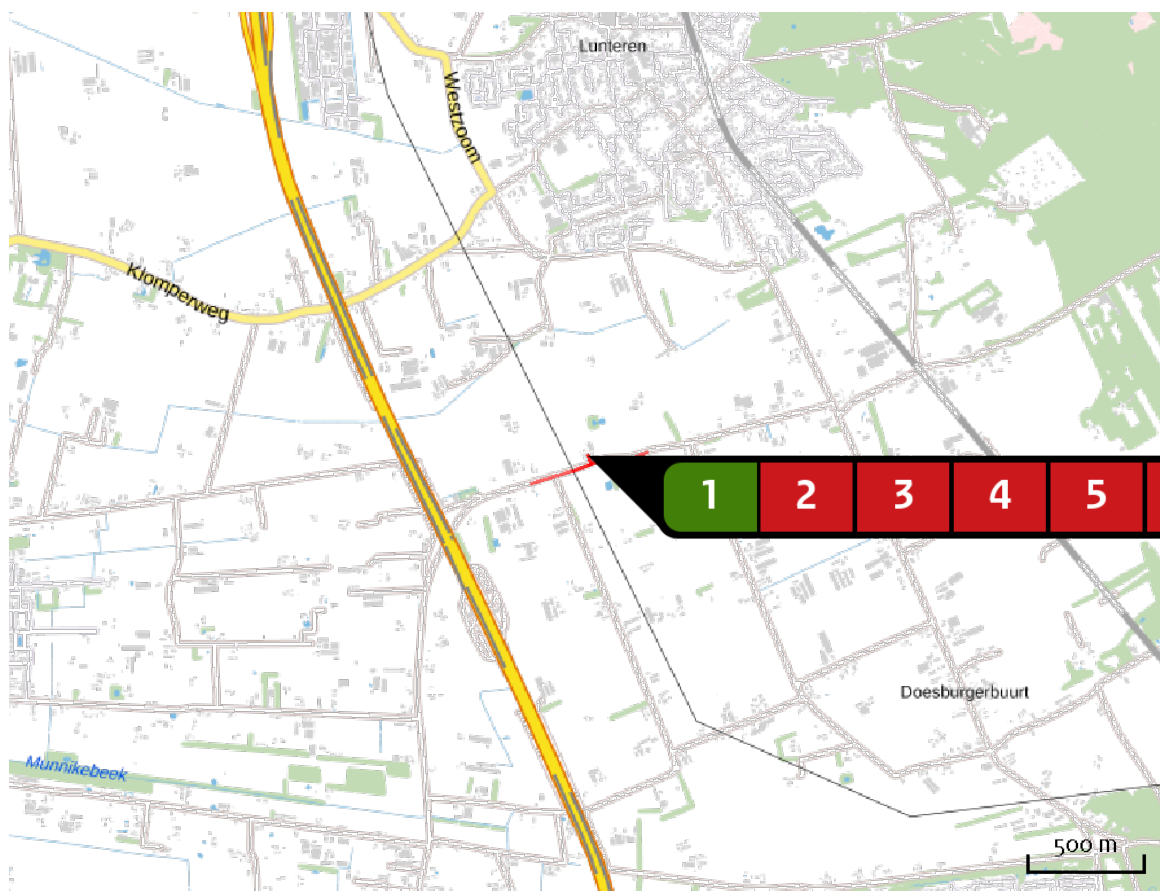 Lunteren
Westzoom
Klomperweg
1 2 3 4 5
Doesburgerbuurt
Munnikebeek
500 m